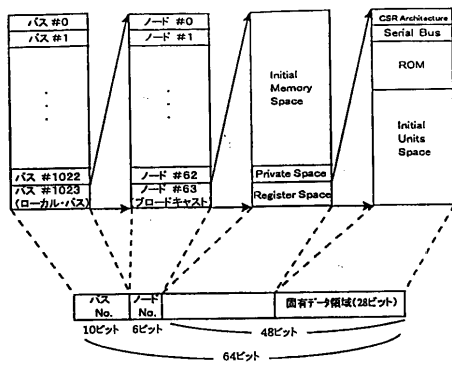 バス #0
バス #1
バス #1022
バス #1023
(ローカル・バス)
ノード #0
ノード #1
ノード #62
ノード #63
ブロードキャスト
Initial
Memory
Space
Private Space
Register Space
CSR Architecture
Serial Bus
ROM
Initial
Units
Space
バス
No.
ノード
No.
固有データ領域(28ビット)
10ビット
6ビット
48ビット
64ビット